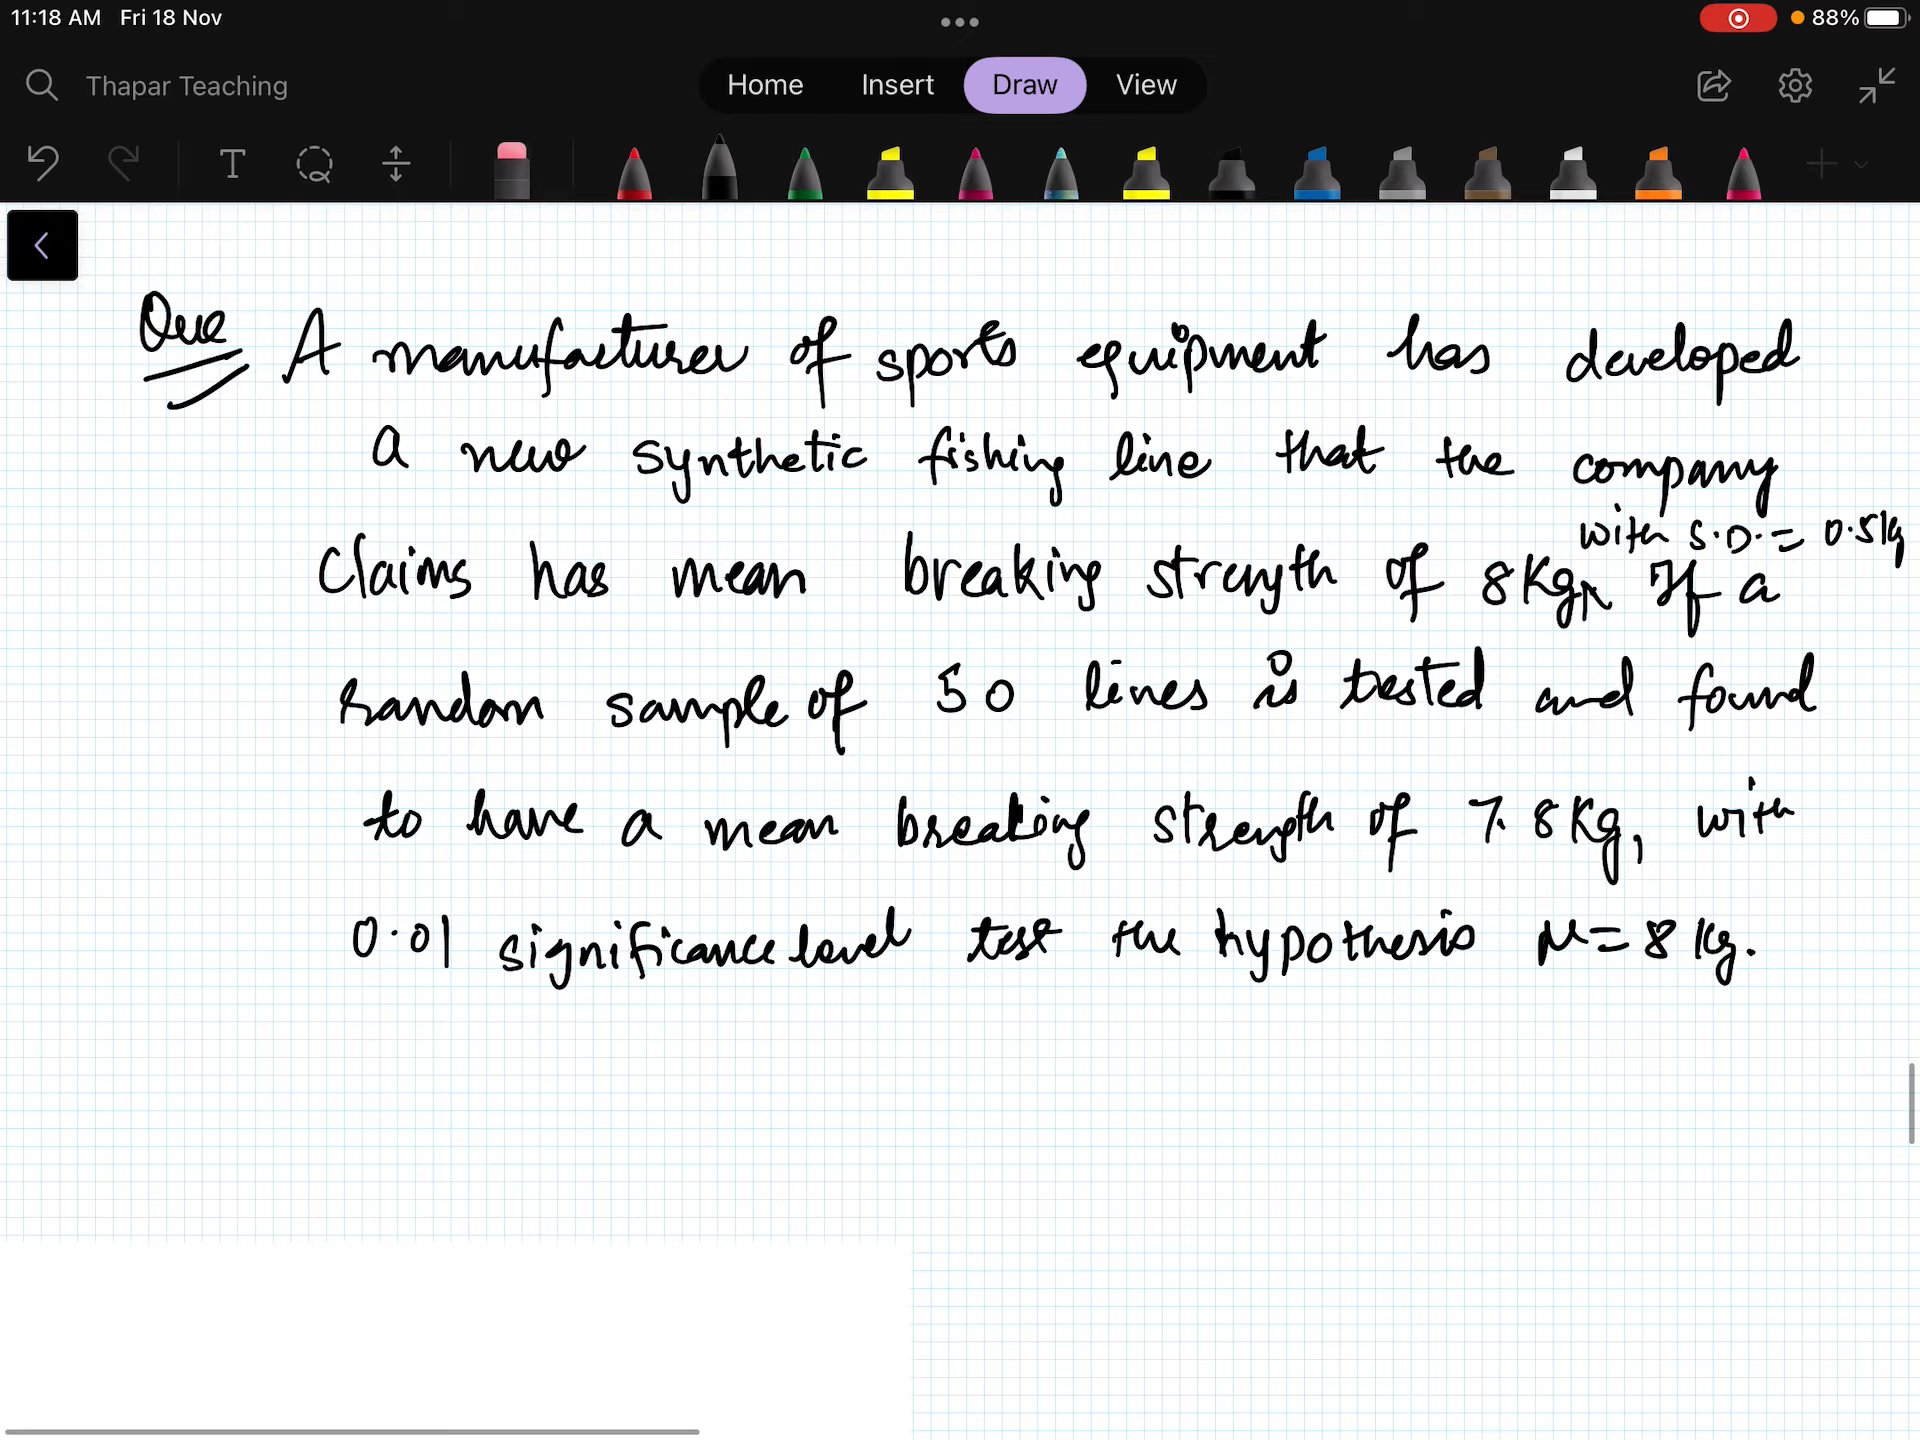 11:18 AM Fri 18 Nov
88%
Thapar Teaching
Home Insert Draw View
T
Que A manufacturer of sports equipment has developed
a new synthetic fishing line that the company
with S.D. = 0.5kg
Claims has mean breaking strength of 8Kg. If a
random sample of 50 lines is tested and found
to have a mean breaking strength of 7.8Kg, with
0.01 significance level test the hypothesis μ = 8 kg.